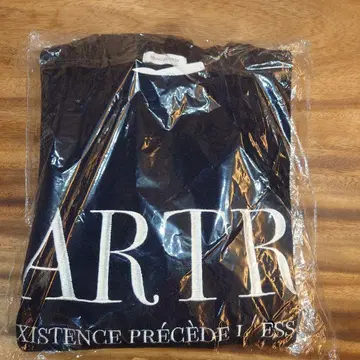 ARTR
XISTENCE PRÉCÈDE L ESS